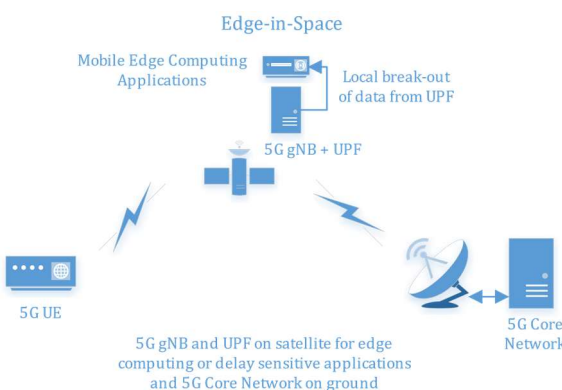 Edge-in-Space
Mobile Edge Computing
Applications
Local break-out
of data from UPF
5G gNB + UPF
5G UE
5G Core
Network
5G gNB and UPF on satellite for edge
computing or delay sensitive applications
and 5G Core Network on ground